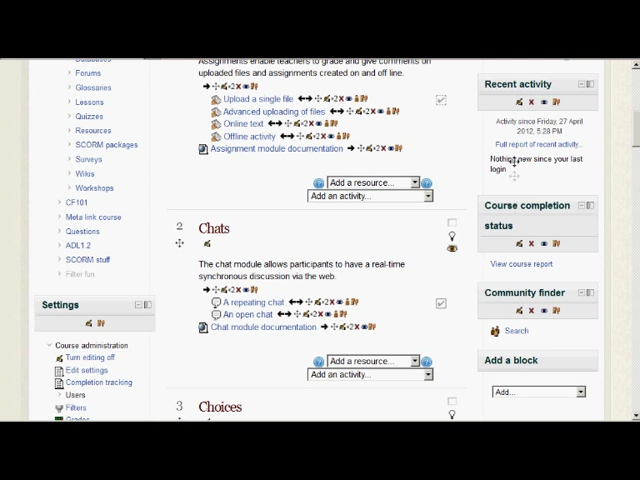 Databases
Forums
Glossaries
Lessons
Quizzes
Resources
SCORM packages
Surveys
Wikis
Workshops
CF101
Meta link course
Questions
ADL1.2
SCORM stuff
Filter fun
Settings
Course administration
Turn editing off
Edit settings
Completion tracking
Users
Filters
Grades
Assignments enable teachers to grade and give comments on
uploaded files and assignments created on and off line.
Upload a single file
Advanced uploading of files
Online text
Offline activity
Assignment module documentation
Add a resource...
Add an activity...
2 Chats
The chat module allows participants to have a real-time
synchronous discussion via the web.
A repeating chat
An open chat
Chat module documentation
Add a resource...
Add an activity...
3 Choices
Recent activity
Activity since Friday, 27 April
2012, 5:28 PM
Full report of recent activity...
Nothing new since your last
login
Course completion
status
View course report
Community finder
Search
Add a block
Add...